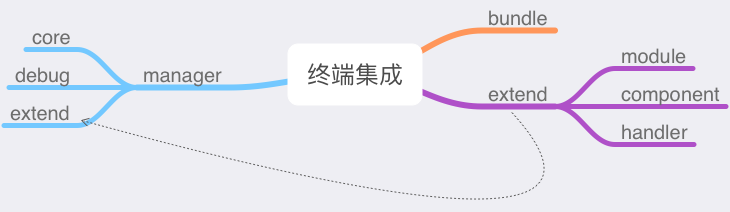 终端集成
manager
core
debug
extend
bundle
extend
module
component
handler